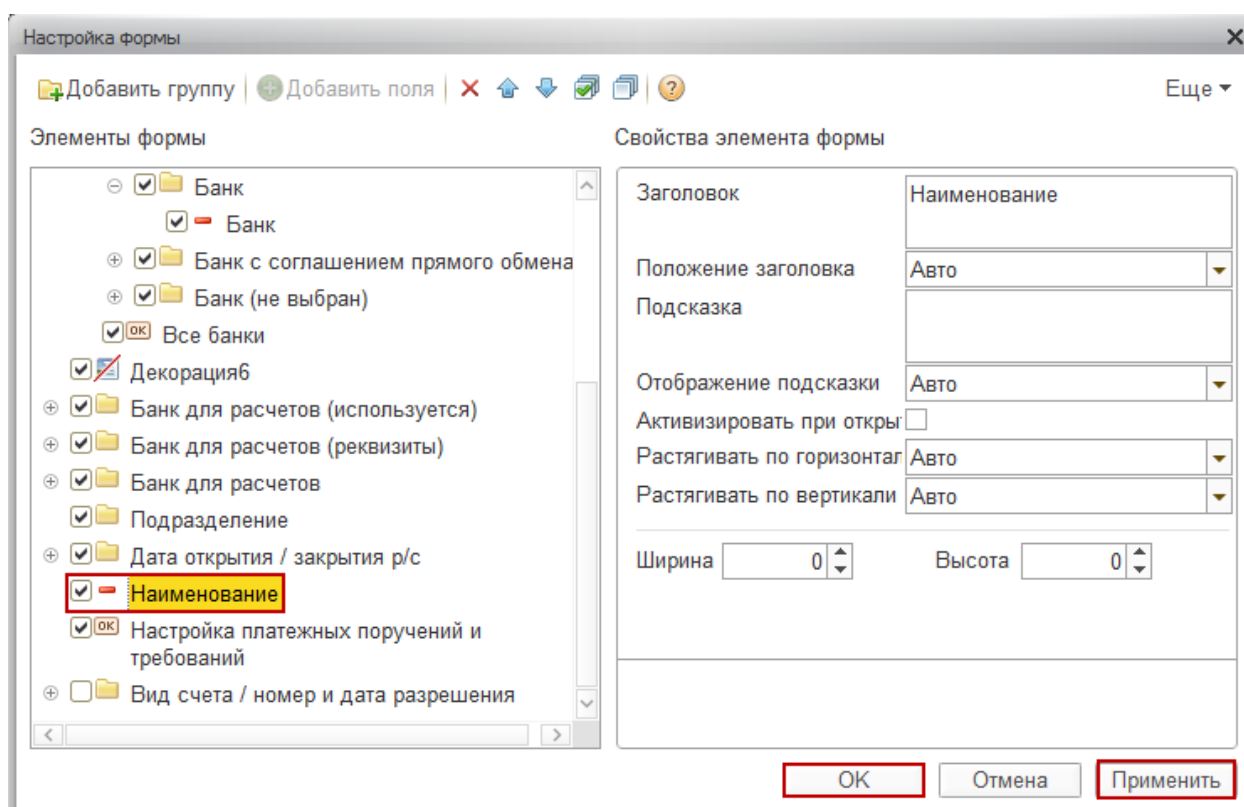 Настройка формы
Добавить группу Добавить поля Еще
Элементы формы
Свойства элемента формы
Банк
Банк
Банк с соглашением прямого обмена
Банк (не выбран)
OK Все банки
Декорация6
Банк для расчетов (используется)
Банк для расчетов (реквизиты)
Банк для расчетов
Подразделение
Дата открытия / закрытия р/с
Наименование
OK Настройка платежных поручений и
требований
Вид счета / номер и дата разрешения
Заголовок Наименование
Положение заголовка Авто
Подсказка
Отображение подсказки Авто
Активизировать при откры
Растягивать по горизонтал Авто
Растягивать по вертикали Авто
Ширина 0 Высота 0
OK Отмена Применить